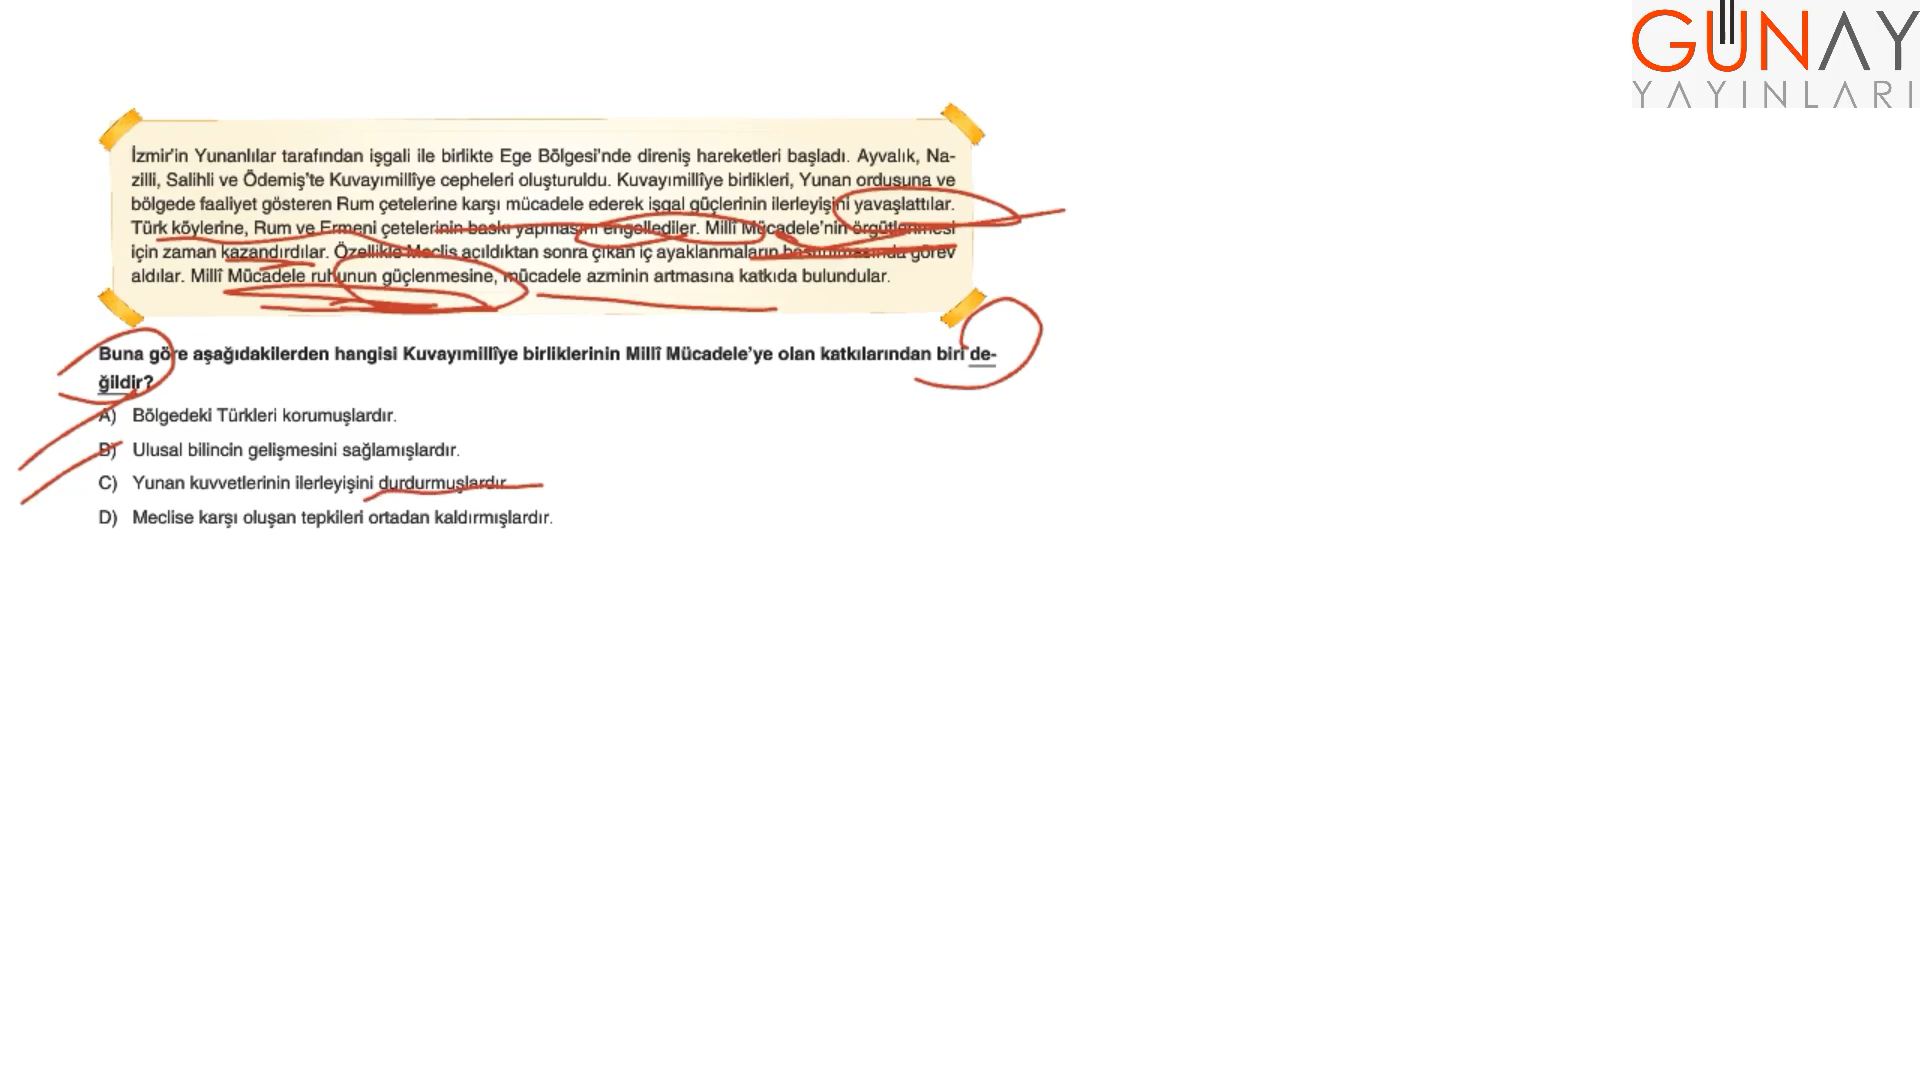 GÜNAY
YAYINLARI
İzmir'in Yunanlılar tarafından işgali ile birlikte Ege Bölgesi'nde direniş hareketleri başladı. Ayvalık, Na-
zilli, Salihli ve Ödemiş'te Kuvayımillîye cepheleri oluşturuldu. Kuvayımillîye birlikleri, Yunan ordusuna ve
bölgede faaliyet gösteren Rum çetelerine karşı mücadele ederek işgal güçlerinin ilerleyişini yavaşlattılar.
Türk köylerine, Rum ve Ermeni çetelerinin baskı yapmasını engellediler. Millî Mücadele'nin örgütlenmesi
için zaman kazandırdılar. Özellikle Meclis açıldıktan sonra çıkan iç ayaklanmaların bastırılmasında görev
aldılar. Millî Mücadele ruhunun güçlenmesine, mücadele azminin artmasına katkıda bulundular.
Buna göre aşağıdakilerden hangisi Kuvayımillîye birliklerinin Millî Mücadele'ye olan katkılarından biri de-
ğildir?
A) Bölgedeki Türkleri korumuşlardır.
B) Ulusal bilincin gelişmesini sağlamışlardır.
C) Yunan kuvvetlerinin ilerleyişini durdurmuşlardır.
D) Meclise karşı oluşan tepkileri ortadan kaldırmışlardır.